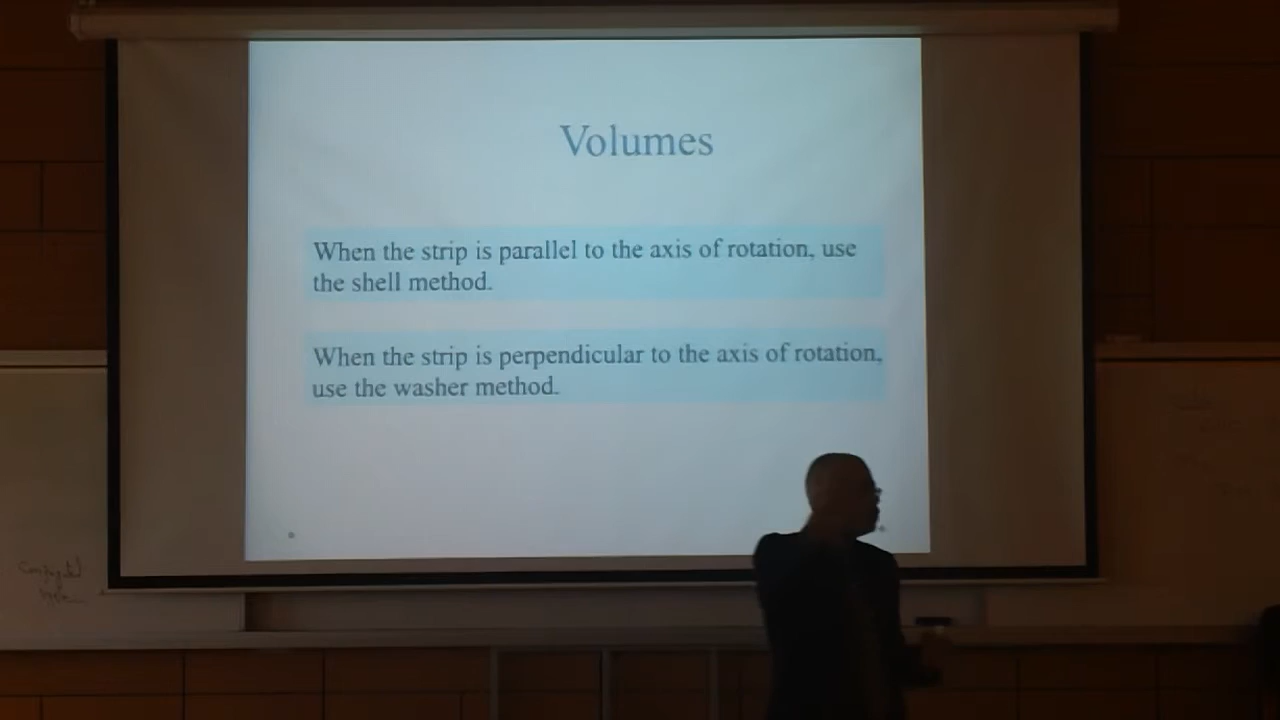 Volumes
When the strip is parallel to the axis of rotation, use
the shell method.
When the strip is perpendicular to the axis of rotation,
use the washer method.